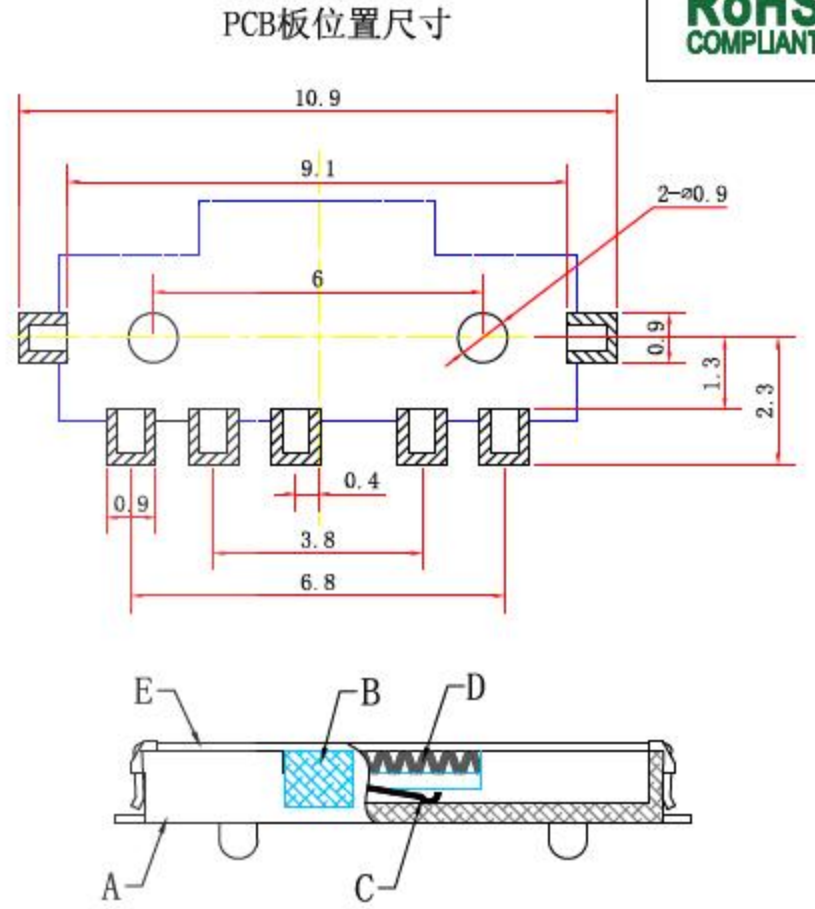 PCB板位置尺寸
RoHS
COMPLIANT
10.9
9.1
2-⌀0.9
6
0.9
1.3
2.3
0.9
0.4
3.8
6.8
E
B
D
A
C